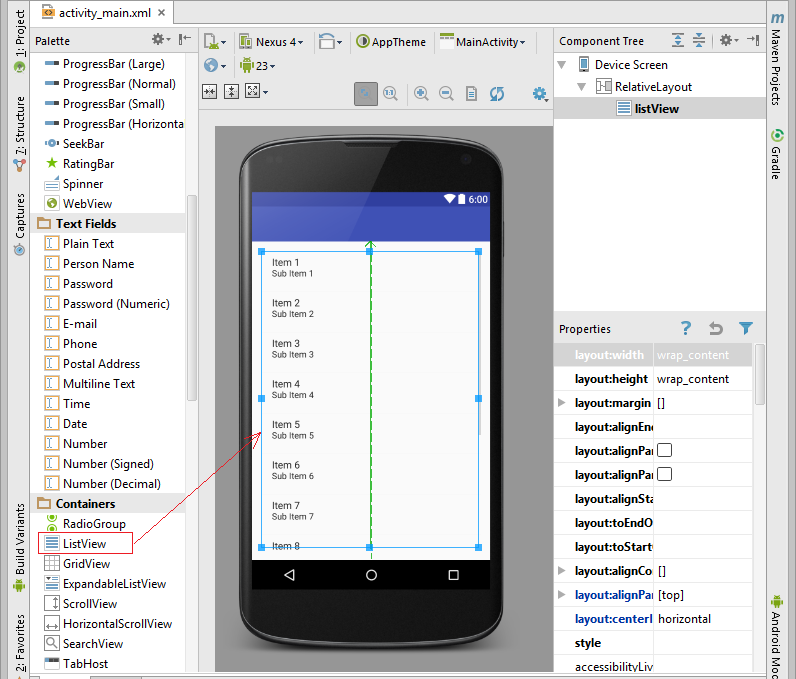 activity_main.xml
1: Project
7: Structure
Captures
Build Variants
2: Favorites
Palette
ProgressBar (Large)
ProgressBar (Normal)
ProgressBar (Small)
ProgressBar (Horizonta
SeekBar
RatingBar
Spinner
WebView
Text Fields
Plain Text
Person Name
Password
Password (Numeric)
E-mail
Phone
Postal Address
Multiline Text
Time
Date
Number
Number (Signed)
Number (Decimal)
Containers
RadioGroup
ListView
GridView
ExpandableListView
ScrollView
HorizontalScrollView
SearchView
TabHost
Nexus 4
AppTheme
MainActivity
23
1:1
6:00
Item 1
Sub Item 1
Item 2
Sub Item 2
Item 3
Sub Item 3
Item 4
Sub Item 4
Item 5
Sub Item 5
Item 6
Sub Item 6
Item 7
Sub Item 7
Item 8
Component Tree
Device Screen
RelativeLayout
listView
Properties
?
layout:width wrap_content
layout:height wrap_content
layout:margin []
layout:alignEn
layout:alignPa
layout:alignPa
layout:alignSta
layout:toEndO
layout:toStart
layout:alignCo []
layout:alignPa [top]
layout:centerI horizontal
style
accessibilityLiv
m
Maven Projects
Gradle
Android Mod